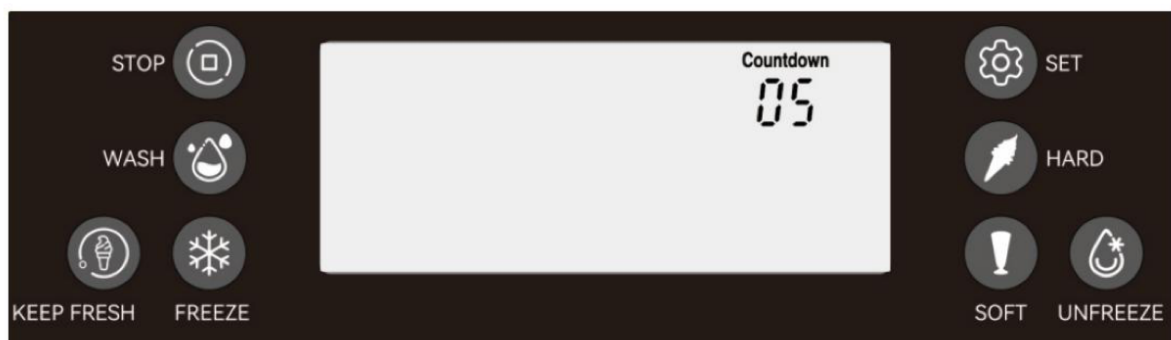 STOP
WASH
KEEP FRESH
FREEZE
Countdown
05
SET
HARD
SOFT
UNFREEZE